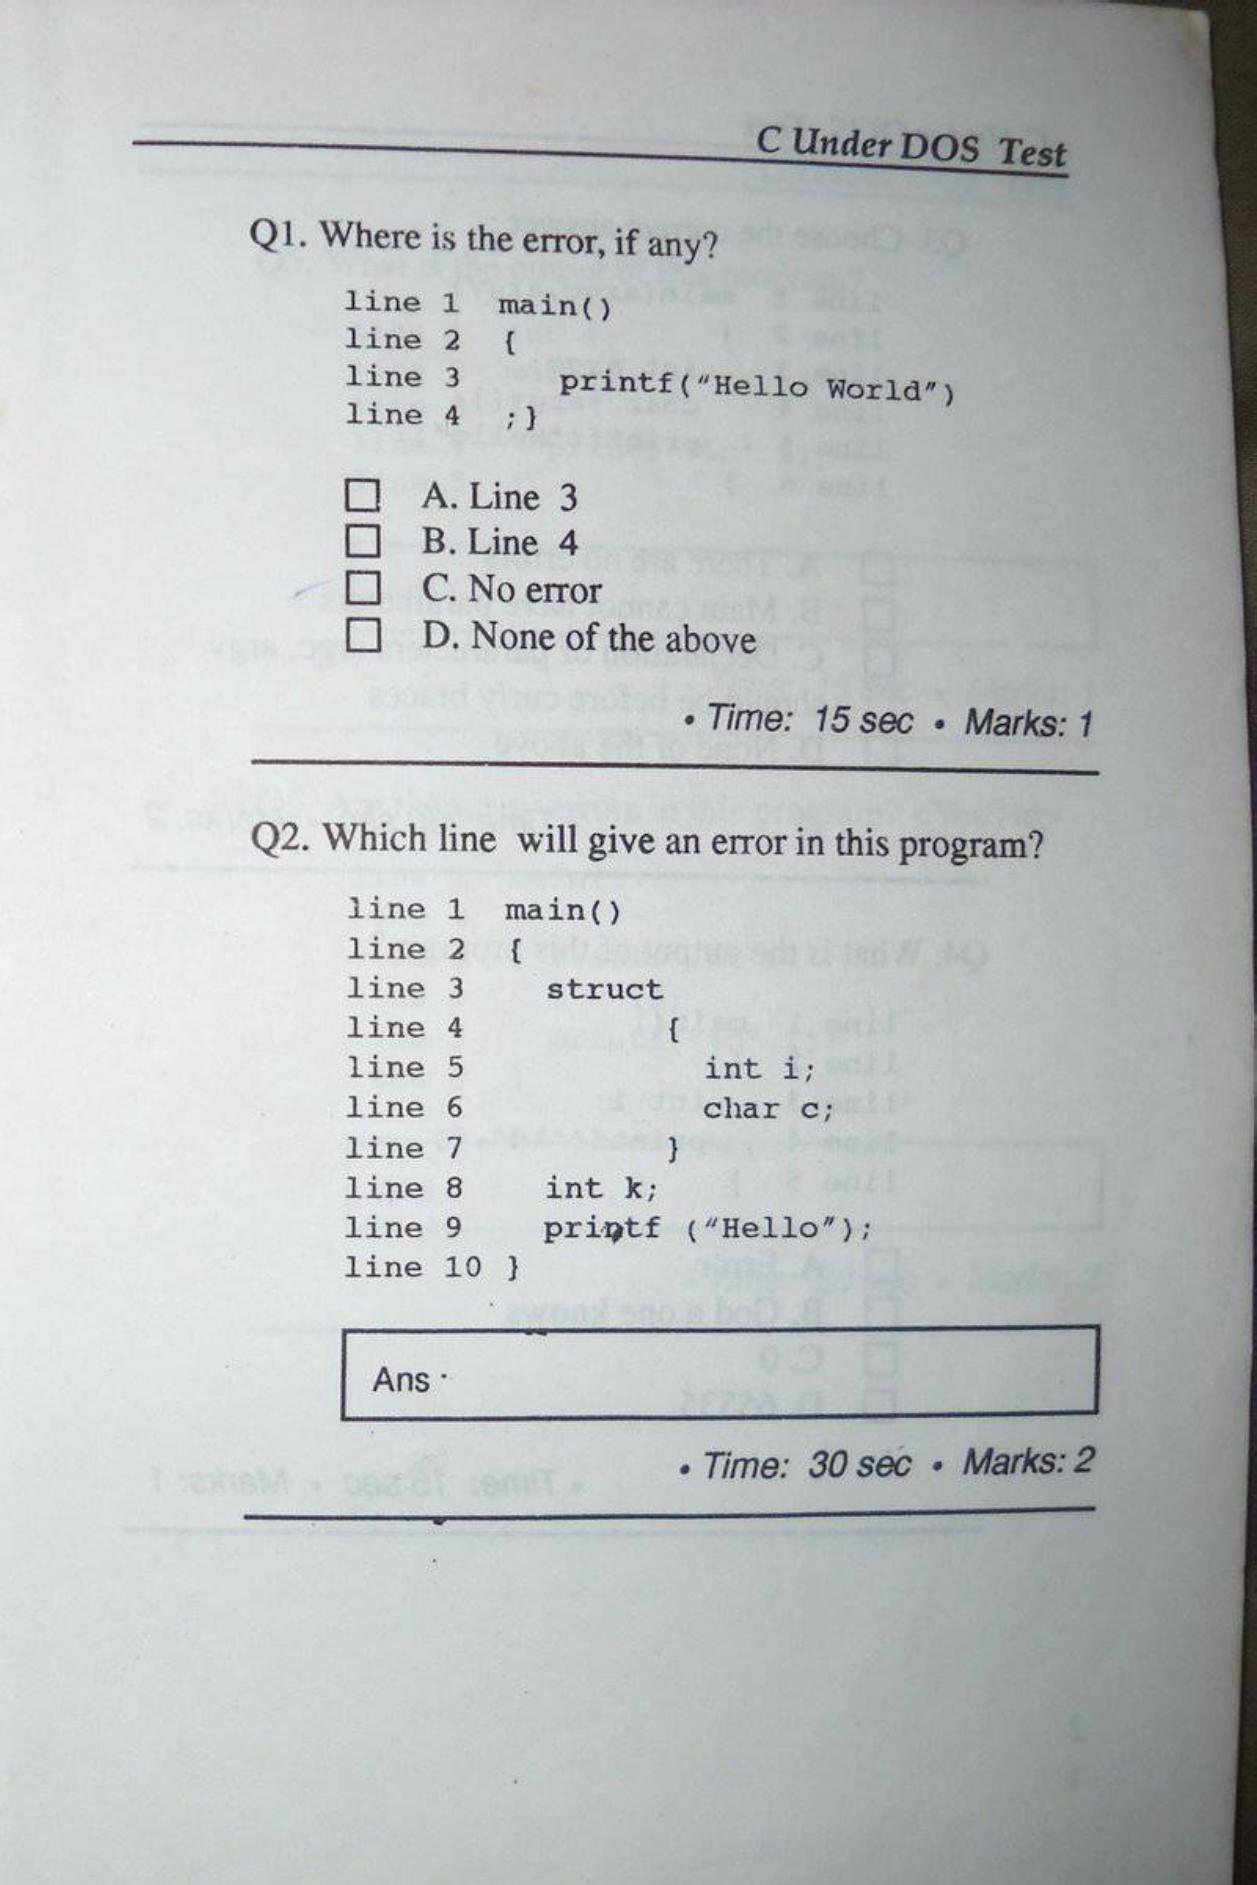 C Under DOS Test
Q1. Where is the error, if any?
line 1 main()
line 2 {
line 3 printf("Hello World")
line 4 ;}
A. Line 3
B. Line 4
C. No error
D. None of the above
• Time: 15 sec • Marks: 1
Q2. Which line will give an error in this program?
line 1 main()
line 2 {
line 3 struct
line 4 {
line 5 int i;
line 6 char c;
line 7 }
line 8 int k;
line 9 printf ("Hello");
line 10 }
Ans
• Time: 30 sec • Marks: 2